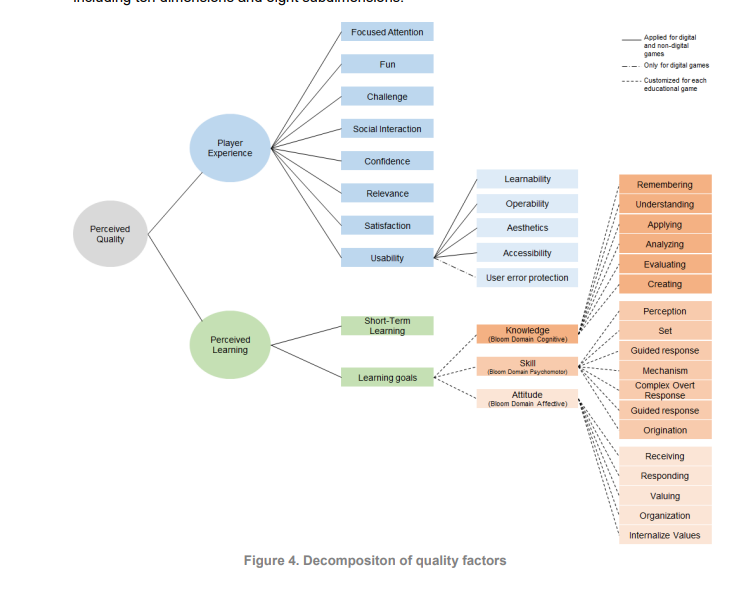 including ten dimensions and eight subdimensions.
Focused Attention
Fun
Challenge
Social Interaction
Confidence
Relevance
Satisfaction
Usability
Applied for digital
and non-digital
games
Only for digital games
Customized for each
educational game
Player
Experience
Perceived
Quality
Perceived
Learning
Learnability
Operability
Aesthetics
Accessibility
User error protection
Short-Term
Learning
Learning goals
Knowledge
(Bloom Domain Cognitive)
Skill
(Bloom Domain Psychomotor)
Attitude
(Bloom Domain Affective)
Remembering
Understanding
Applying
Analyzing
Evaluating
Creating
Perception
Set
Guided response
Mechanism
Complex Overt
Response
Guided response
Origination
Receiving
Responding
Valuing
Organization
Internalize Values
Figure 4. Decompositon of quality factors